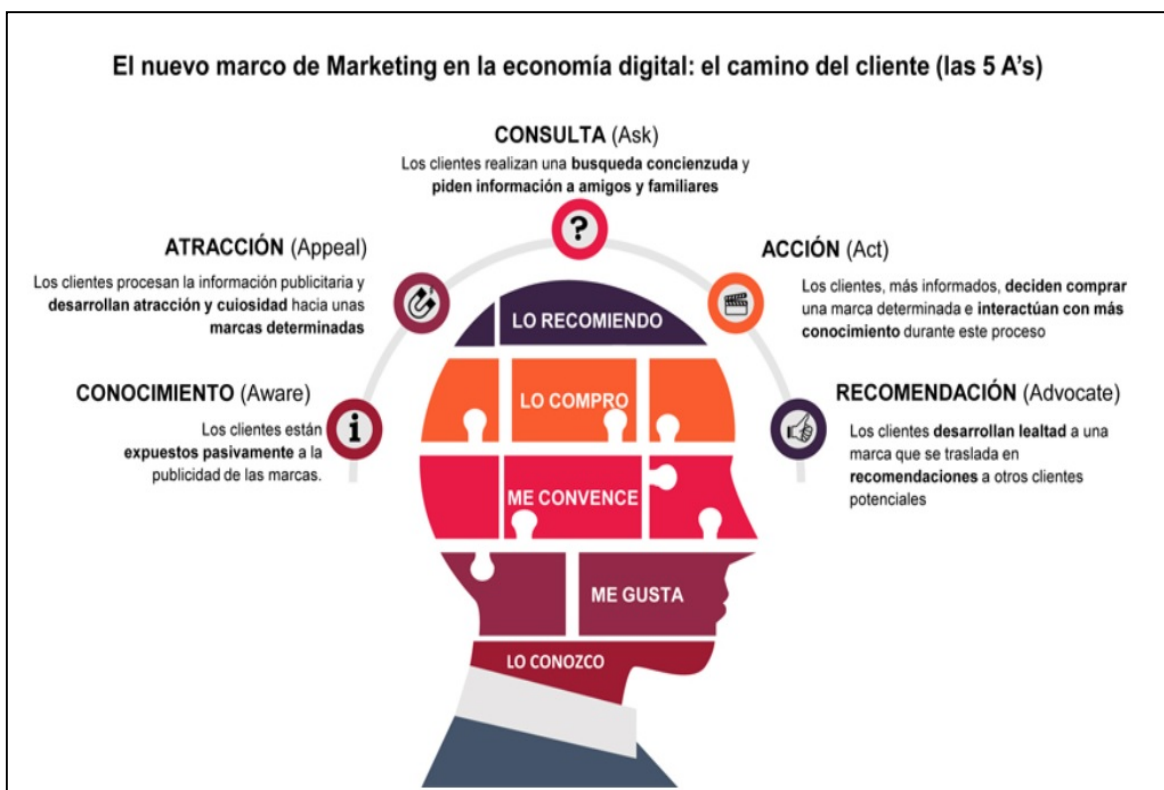 El nuevo marco de Marketing en la economía digital: el camino del cliente (las 5 A's)
CONSULTA (Ask)
Los clientes realizan una busqueda concienzuda y
piden información a amigos y familiares
?
ATRACCIÓN (Appeal)
Los clientes procesan la información publicitaria y
desarrollan atracción y cuiosidad hacia unas
marcas determinadas
ACCIÓN (Act)
Los clientes, más informados, deciden comprar
una marca determinada e interactúan con más
conocimiento durante este proceso
CONOCIMIENTO (Aware)
Los clientes están
expuestos pasivamente a la
publicidad de las marcas.
i
RECOMENDACIÓN (Advocate)
Los clientes desarrollan lealtad a una
marca que se traslada en
recomendaciones a otros clientes
potenciales
LO RECOMIENDO
LO COMPRO
ME CONVENCE
ME GUSTA
LO CONOZCO